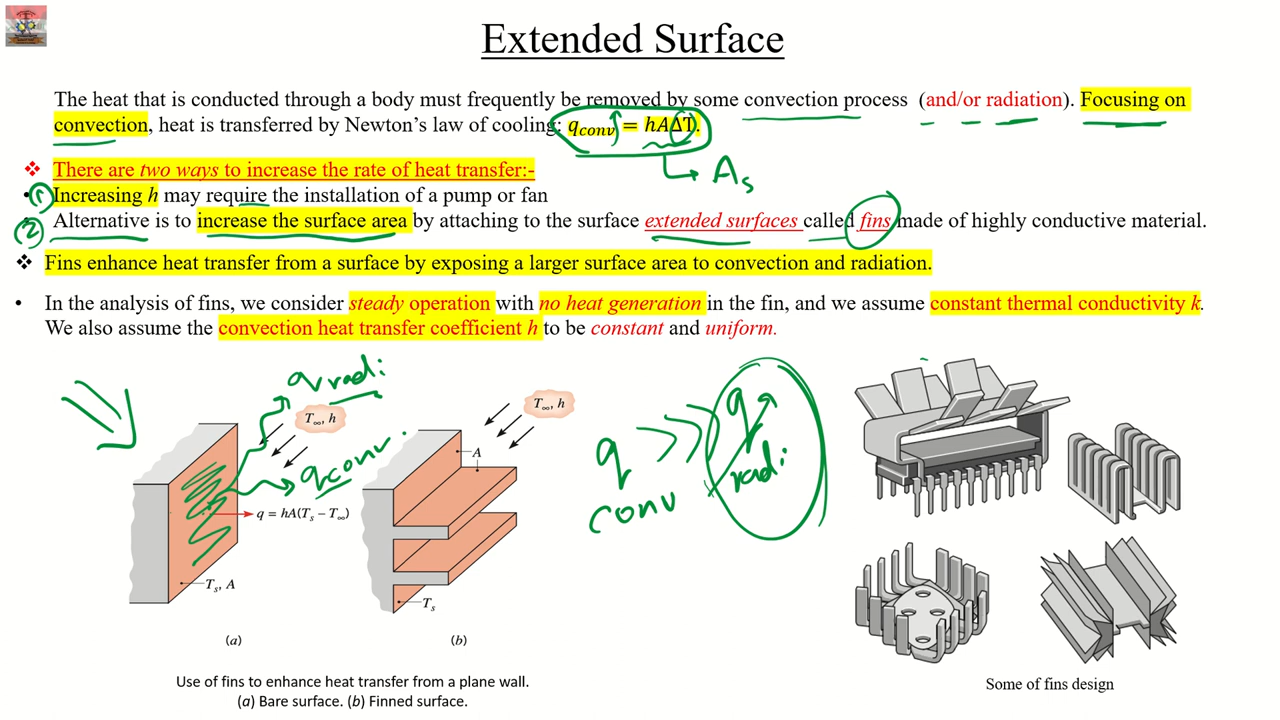 Extended Surface
The heat that is conducted through a body must frequently be removed by some convection process (and/or radiation). Focusing on
convection, heat is transferred by Newton's law of cooling: q_conv = hAΔT.
→ A_s
❖ There are two ways to increase the rate of heat transfer:-
① Increasing h may require the installation of a pump or fan
② Alternative is to increase the surface area by attaching to the surface extended surfaces called fins made of highly conductive material.
❖ Fins enhance heat transfer from a surface by exposing a larger surface area to convection and radiation.
• In the analysis of fins, we consider steady operation with no heat generation in the fin, and we assume constant thermal conductivity k.
We also assume the convection heat transfer coefficient h to be constant and uniform.
q radi
T∞, h
q conv.
q = hA(Ts − T∞)
Ts, A
(a)
T∞, h
A
Ts
(b)
q conv >>> q radi
Use of fins to enhance heat transfer from a plane wall.
(a) Bare surface. (b) Finned surface.
Some of fins design